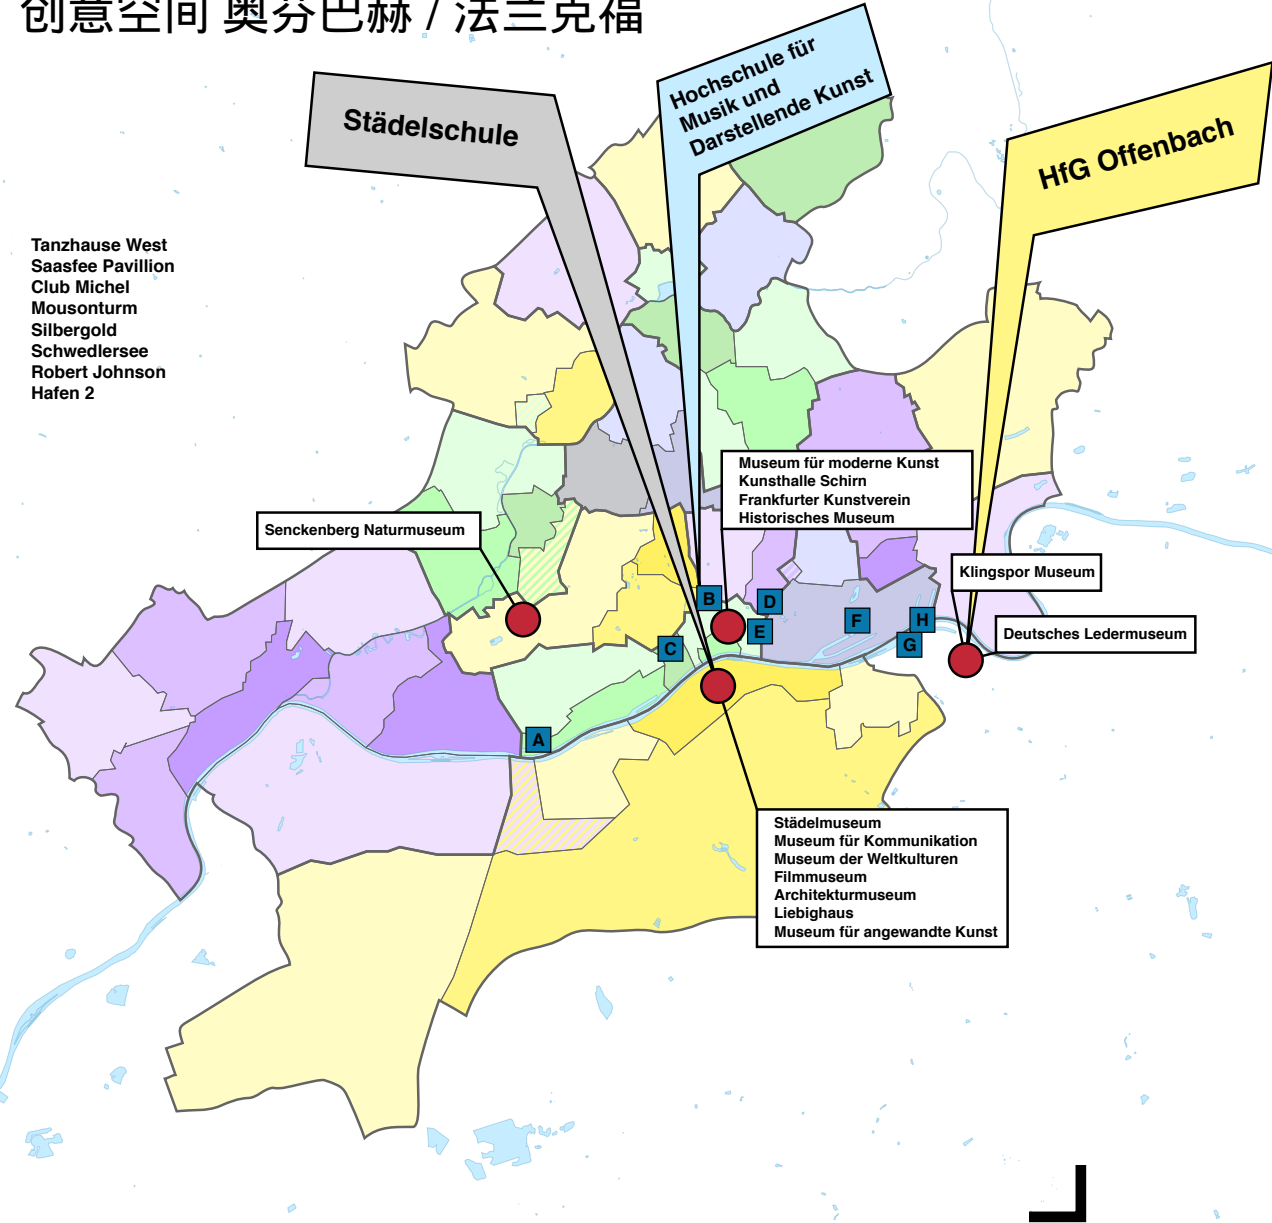 创意空间 奥芬巴赫 / 法兰克福
Städelschule
Hochschule für
Musik und
Darstellende Kunst
HfG Offenbach
Tanzhause West
Saasfee Pavillion
Club Michel
Mousonturm
Silbergold
Schwedlersee
Robert Johnson
Hafen 2
Museum für moderne Kunst
Kunsthalle Schirn
Frankfurter Kunstverein
Historisches Museum
Senckenberg Naturmuseum
Klingspor Museum
Deutsches Ledermuseum
B
D
E
F
H
G
C
A
Städelmuseum
Museum für Kommunikation
Museum der Weltkulturen
Filmmuseum
Architekturmuseum
Liebighaus
Museum für angewandte Kunst